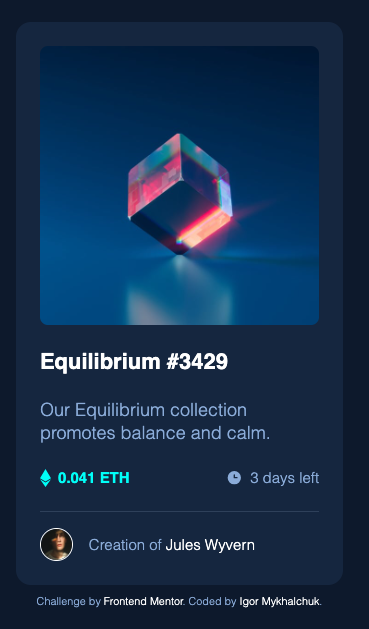 Equilibrium #3429
Our Equilibrium collection
promotes balance and calm.
0.041 ETH
3 days left
Creation of Jules Wyvern
Challenge by Frontend Mentor. Coded by Igor Mykhalchuk.